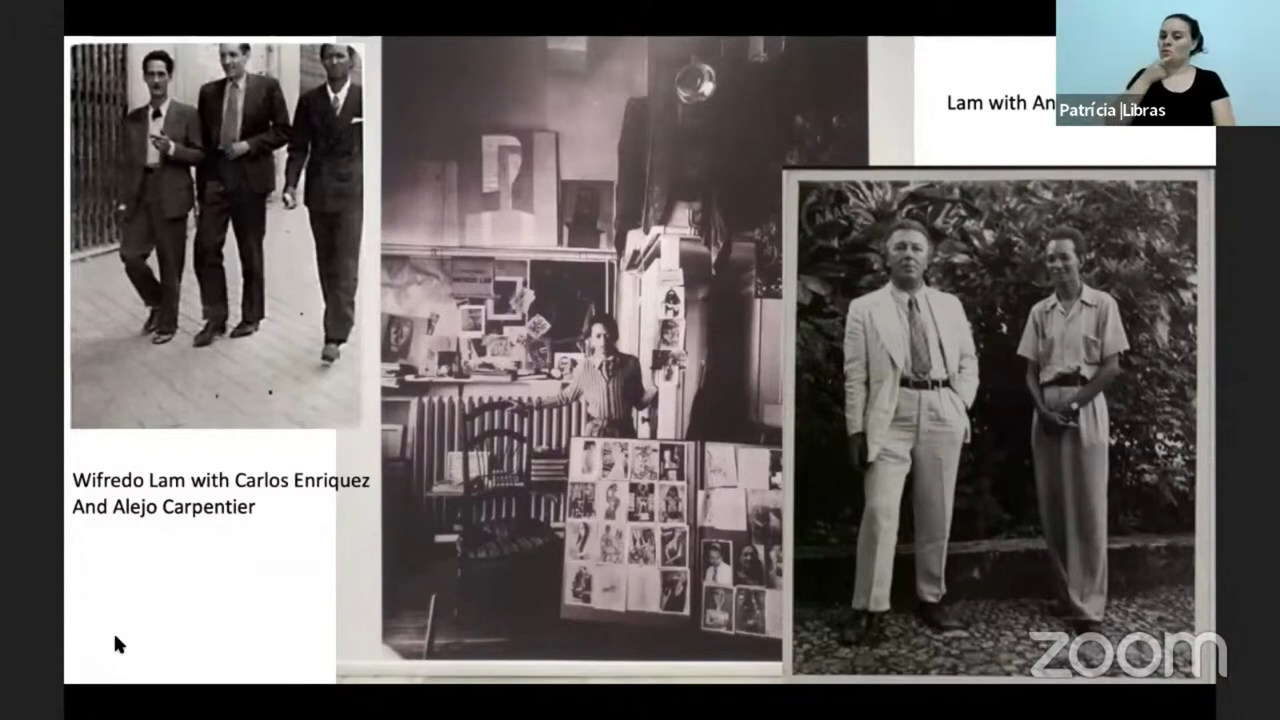 Lam with An
Patrícia |Libras
Wifredo Lam with Carlos Enriquez
And Alejo Carpentier
zoom